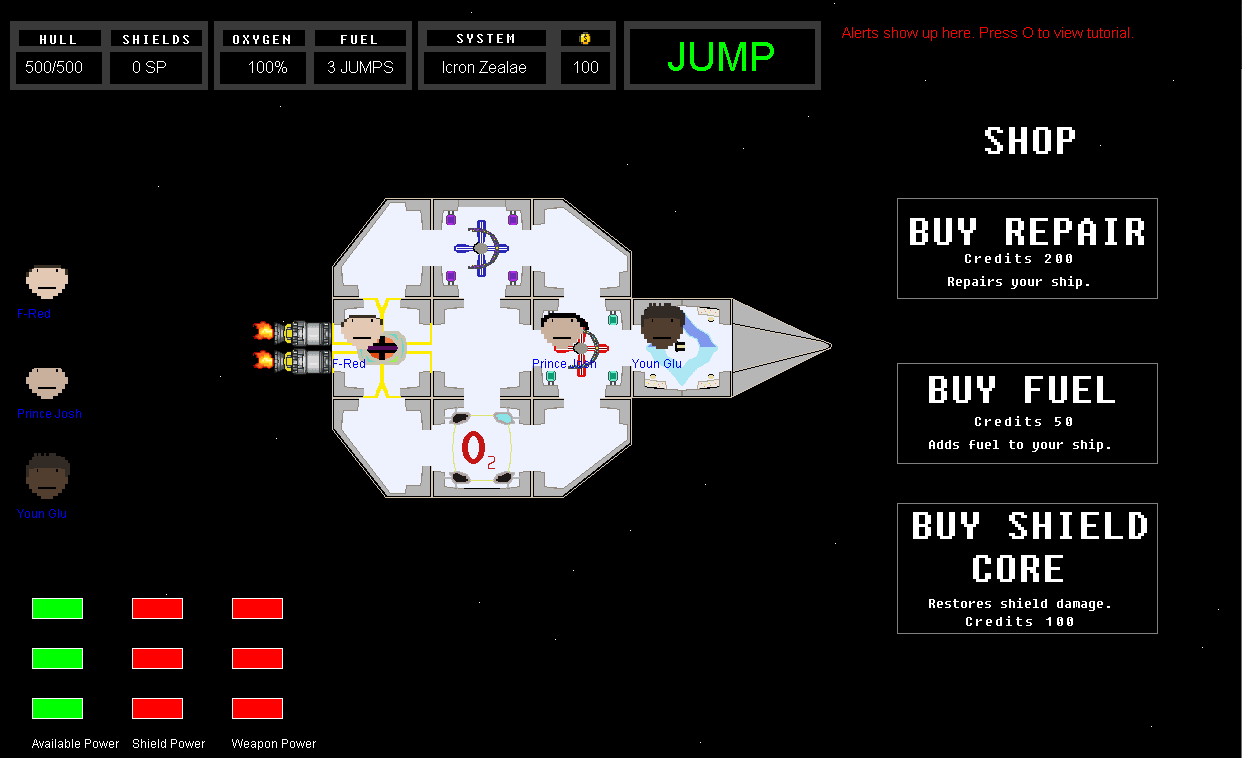 HULL
SHIELDS
OXYGEN
FUEL
SYSTEM
500/500
0 SP
100%
3 JUMPS
Icron Zealae
100
JUMP
Alerts show up here. Press O to view tutorial.
SHOP
BUY REPAIR
Credits 200
Repairs your ship.
BUY FUEL
Credits 50
Adds fuel to your ship.
BUY SHIELD
CORE
Restores shield damage.
Credits 100
F-Red
Prince Josh
Youn Glu
F-Red
Prince Josh
Youn Glu
O2
Available Power
Shield Power
Weapon Power